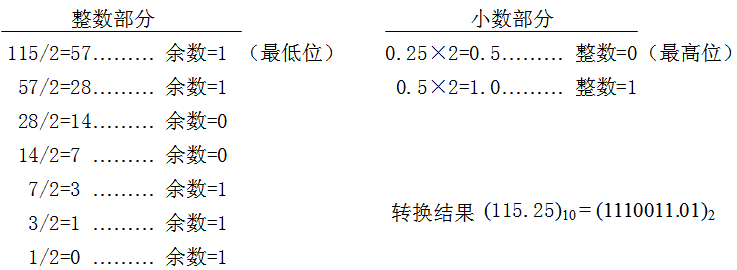 整数部分
115/2=57……… 余数=1 (最低位)
57/2=28……… 余数=1
28/2=14……… 余数=0
14/2=7 ……… 余数=0
7/2=3 ……… 余数=1
3/2=1 ……… 余数=1
1/2=0 ……… 余数=1
小数部分
0.25×2=0.5……… 整数=0(最高位)
0.5×2=1.0……… 整数=1
转换结果 (115.25)₁₀=(1110011.01)₂